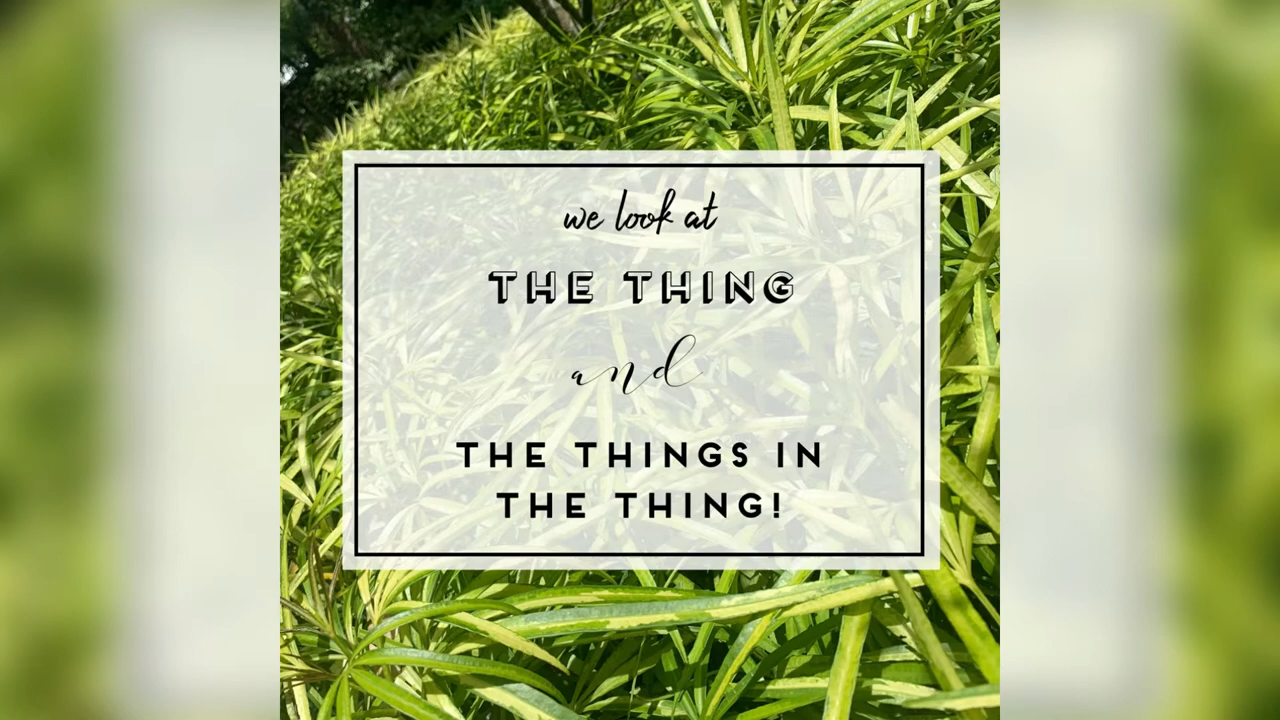 we look at
THE THING
and
THE THINGS IN
THE THING!